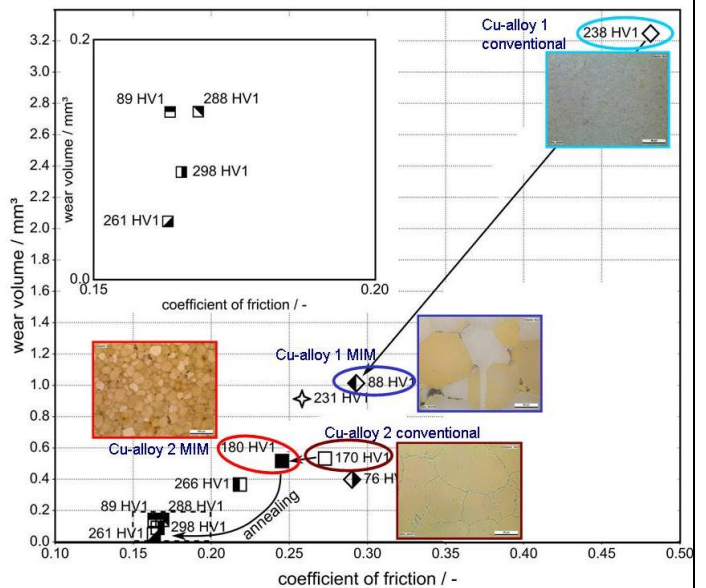 Cu-alloy 1
conventional
238 HV1
3.2
3.0
2.8
2.6
2.4
2.2
2.0
1.8
1.6
1.4
1.2
1.0
0.8
0.6
0.4
0.2
0.0
wear volume / mm³
0.2
89 HV1
288 HV1
298 HV1
261 HV1
wear volume / mm³
0.0
0.15
0.20
coefficient of friction / -
Cu-alloy 1 MIM
88 HV1
231 HV1
Cu-alloy 2 conventional
180 HV1
170 HV1
Cu-alloy 2 MIM
266 HV1
76 HV
annealing
89 HV1
288 HV1
261 HV1
298 HV1
0.10
0.15
0.20
0.25
0.30
0.35
0.40
0.45
0.50
coefficient of friction / -